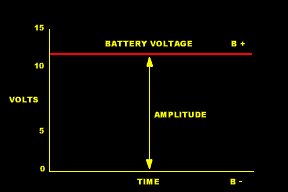 15
BATTERY VOLTAGE B +
10
VOLTS
AMPLITUDE
5
0
TIME B -